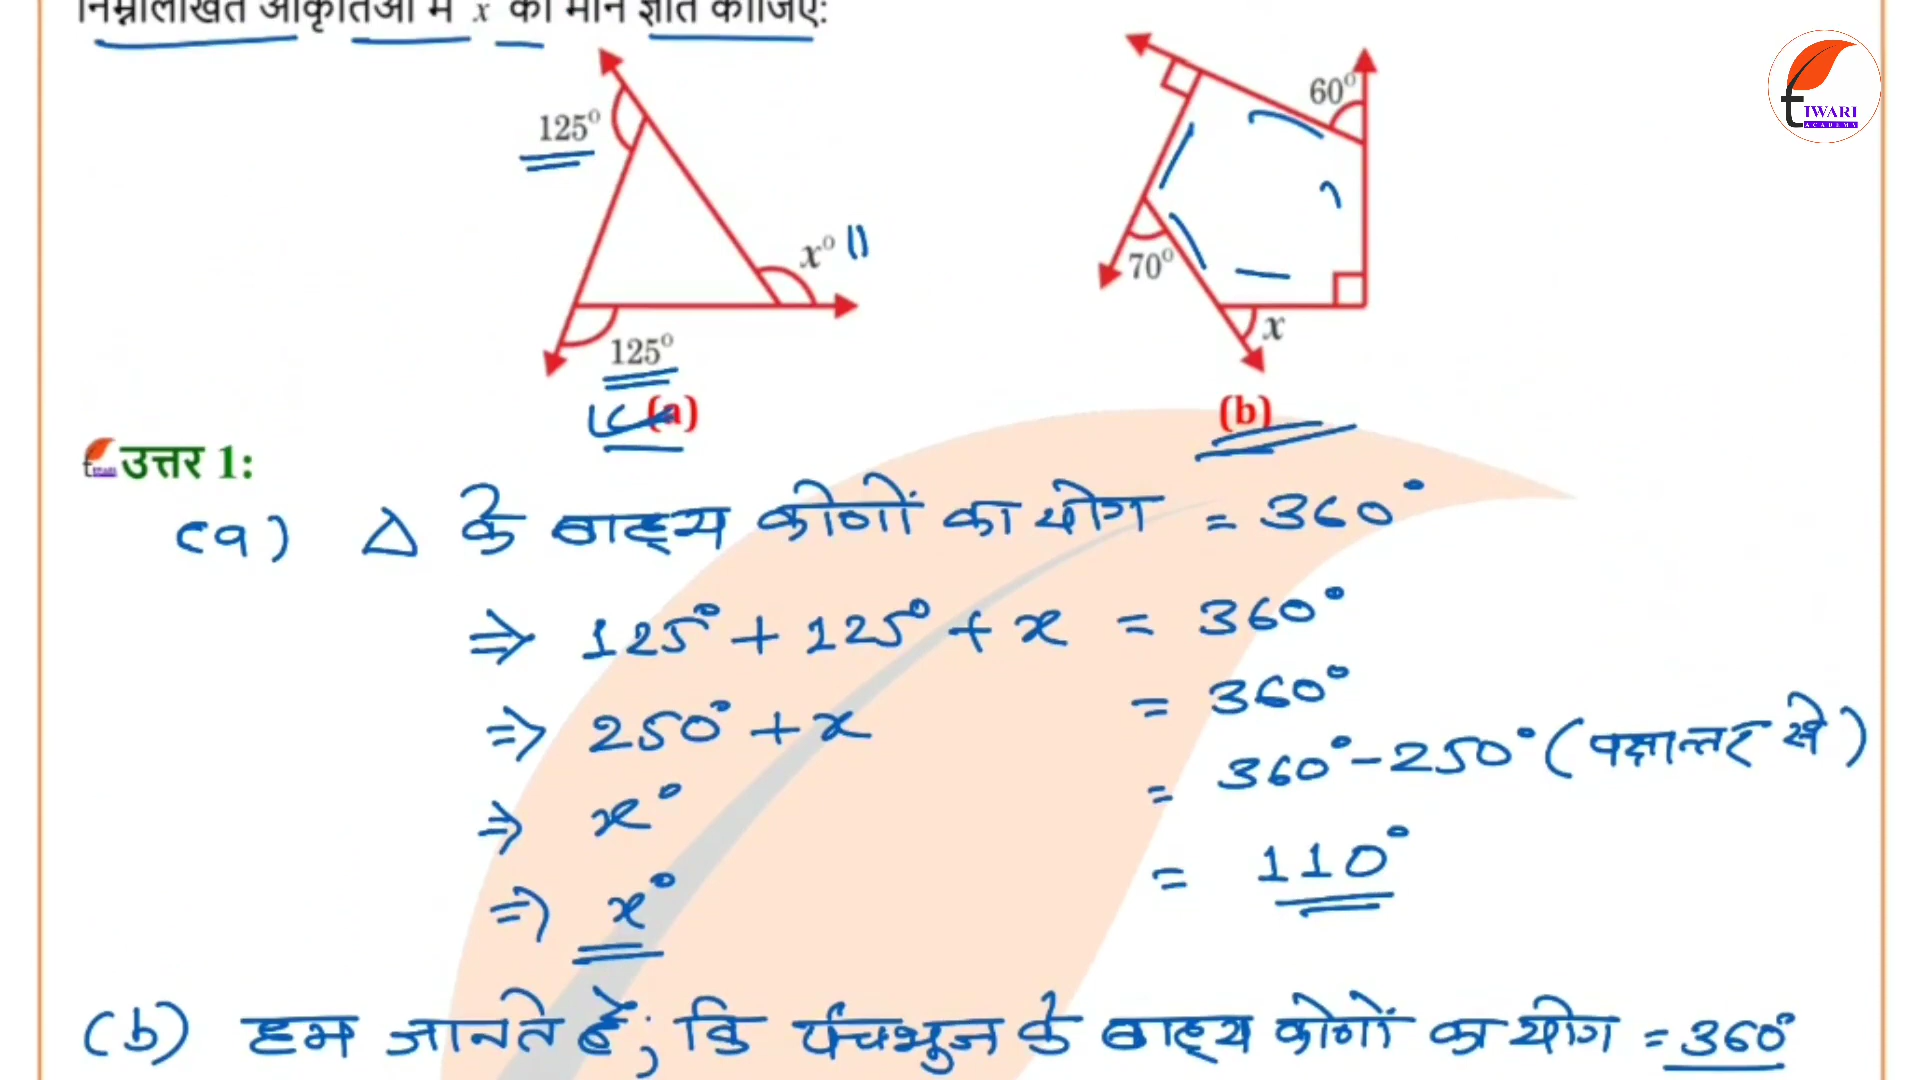 निम्नलिखित आकृतियों में x का मान ज्ञात कीजिए:
tIWARI
ACADEMY
125°
x°
125°
(a)
60°
70°
x
(b)
उत्तर 1:
(a) △ के बाह्य कोणों का योग = 360°
⇒ 125° + 125° + x = 360°
⇒ 250° + x = 360°
⇒ x° = 360° - 250° (पक्षान्तर से)
⇒ x° = 110°
(b) हम जानते हैं; कि पंचभुज के बाह्य कोणों का योग = 360°